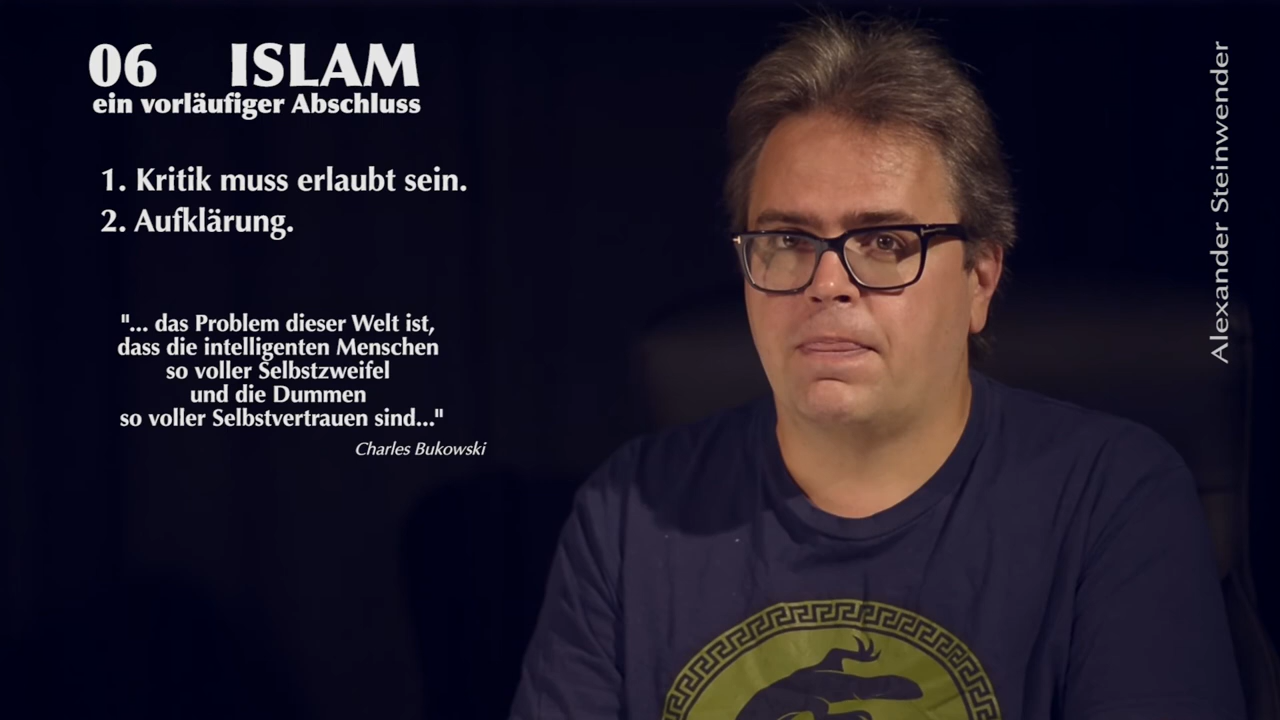 06 ISLAM
ein vorläufiger Abschluss
1. Kritik muss erlaubt sein.
2. Aufklärung.
"... das Problem dieser Welt ist,
dass die intelligenten Menschen
so voller Selbstzweifel
und die Dummen
so voller Selbstvertrauen sind..."
Charles Bukowski
Alexander Steinwender